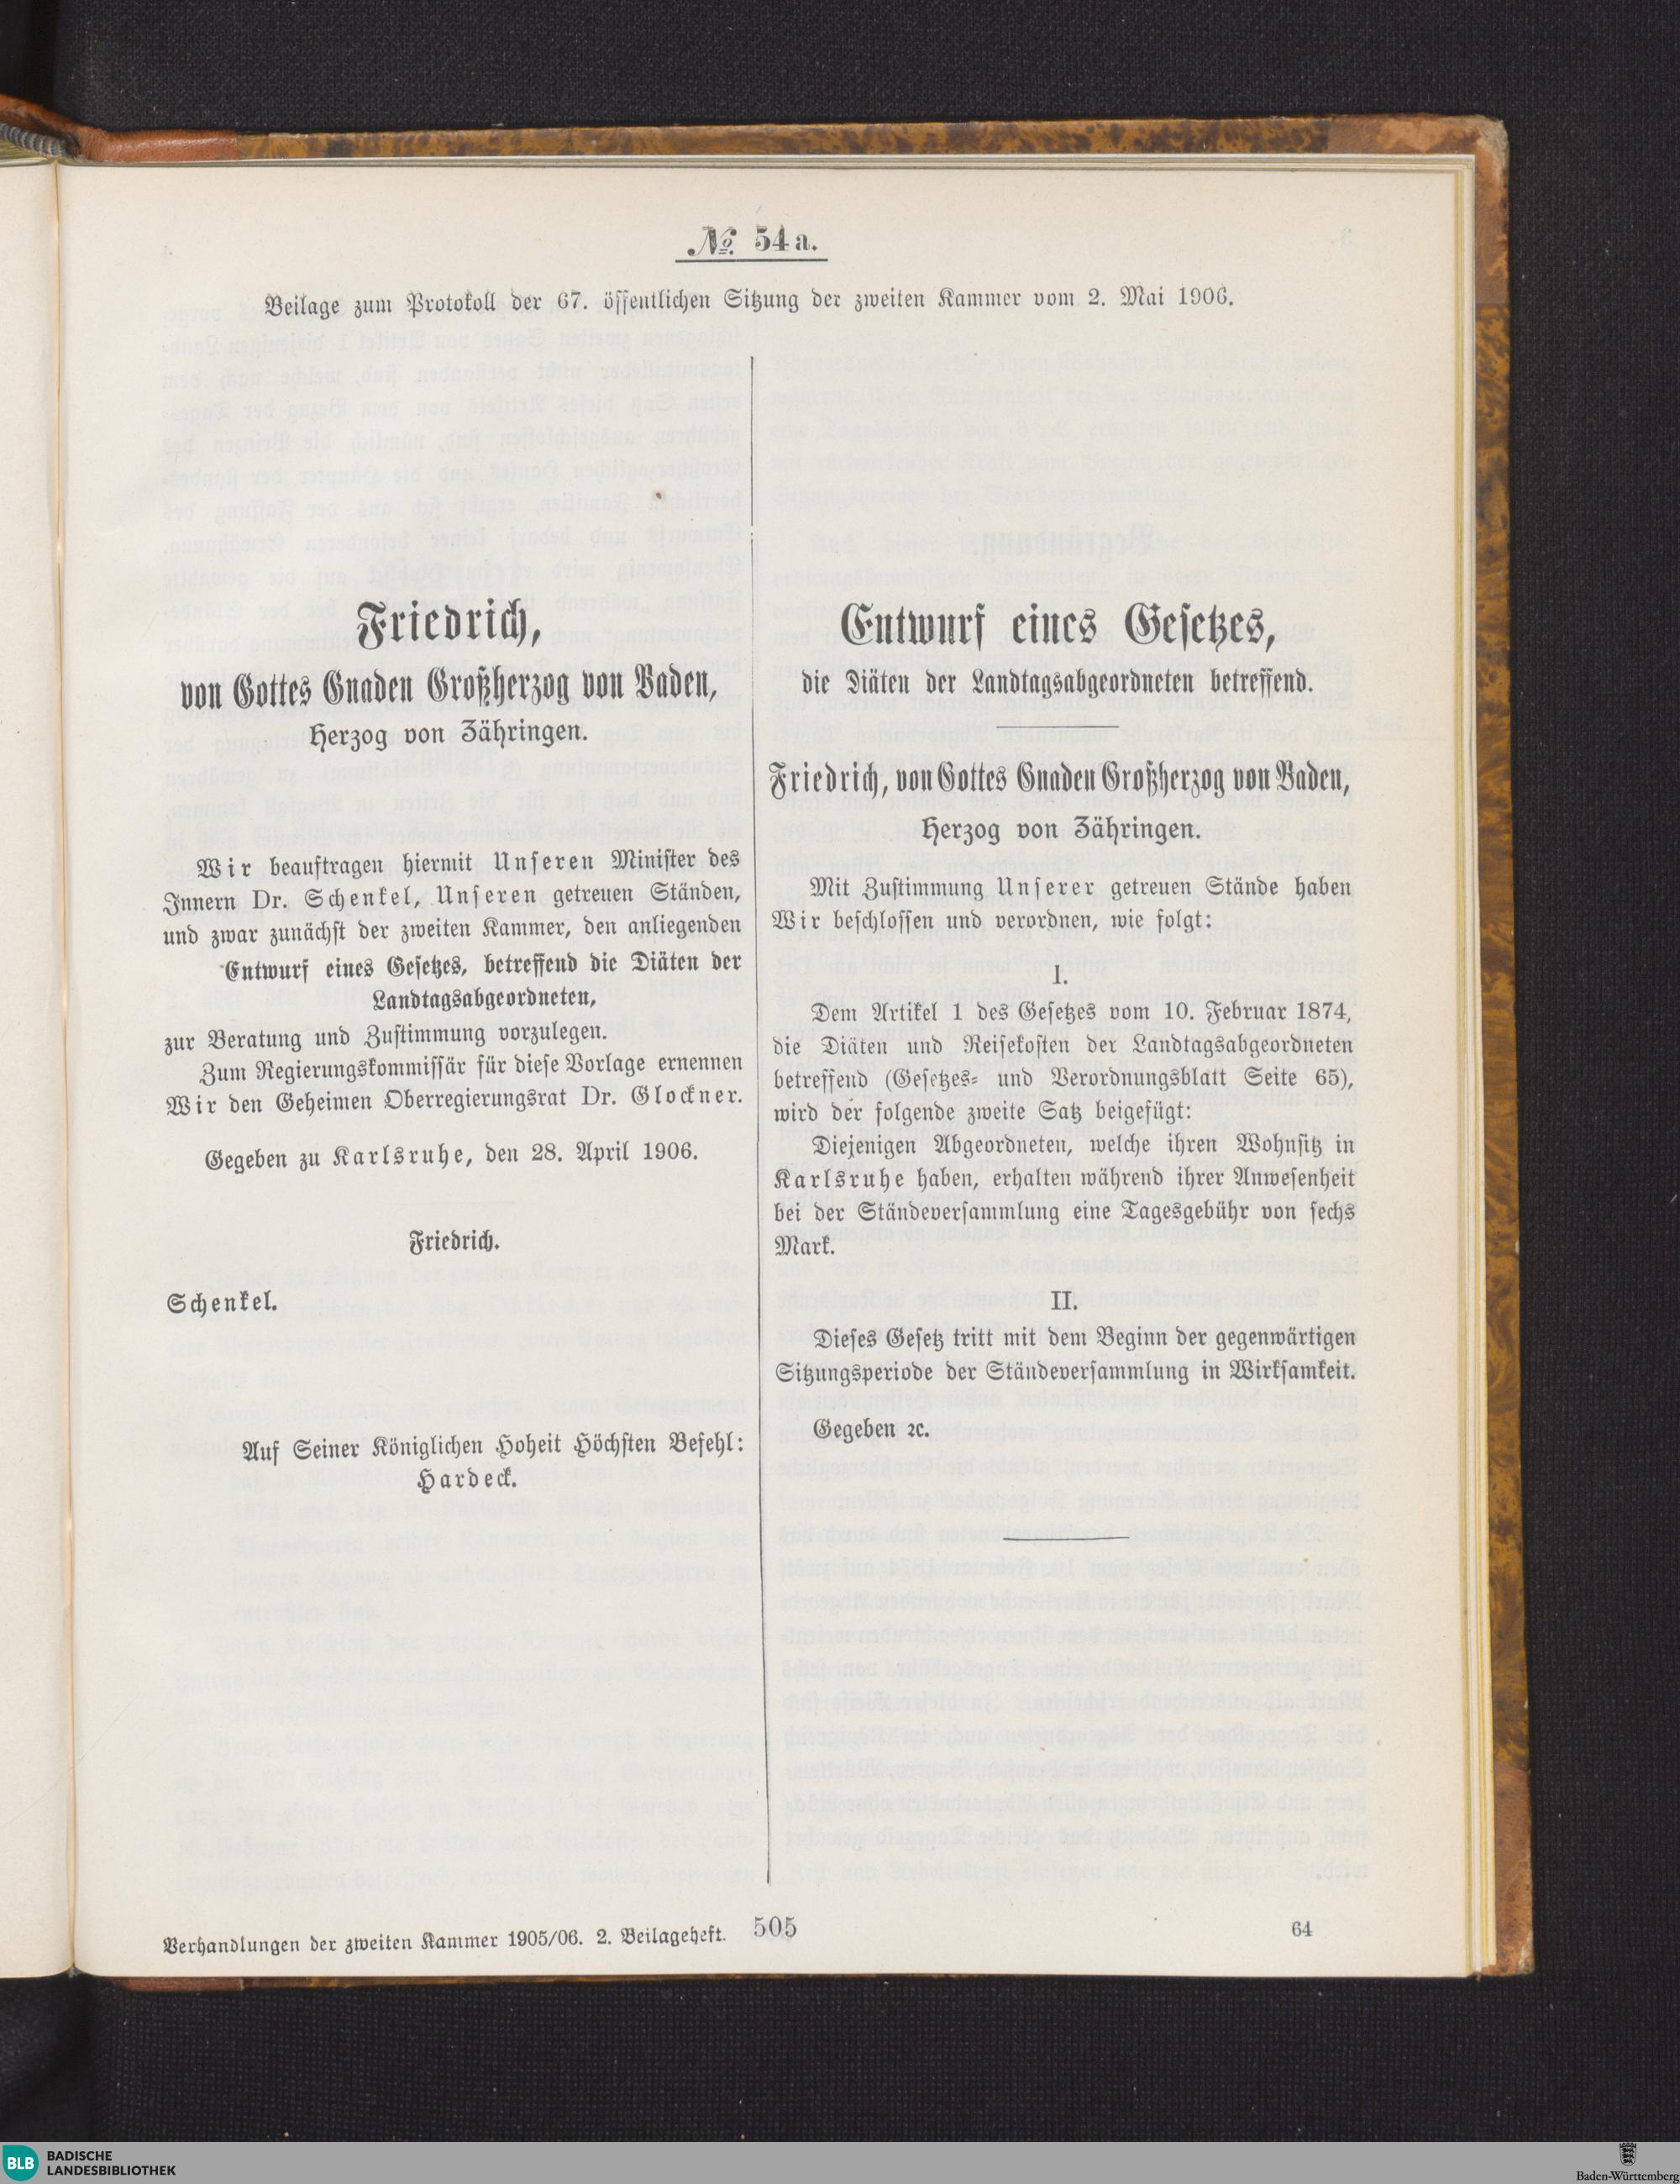 № 54 a.
Beilage zum Protokoll der 67. öffentlichen Sitzung der zweiten Kammer vom 2. Mai 1906.
Friedrich,
von Gottes Gnaden Großherzog von Baden,
Herzog von Zähringen.
Wir beauftragen hiermit Unseren Minister des
Innern Dr. Schenkel, Unseren getreuen Ständen,
und zwar zunächst der zweiten Kammer, den anliegenden
Entwurf eines Gesetzes, betreffend die Diäten der
Landtagsabgeordneten,
zur Beratung und Zustimmung vorzulegen.
Zum Regierungskommissär für diese Vorlage ernennen
Wir den Geheimen Oberregierungsrat Dr. Glockner.
Gegeben zu Karlsruhe, den 28. April 1906.
Friedrich.
Schenkel.
Auf Seiner Königlichen Hoheit Höchsten Befehl:
Hardeck.
Entwurf eines Gesetzes,
die Diäten der Landtagsabgeordneten betreffend.
Friedrich, von Gottes Gnaden Großherzog von Baden,
Herzog von Zähringen.
Mit Zustimmung Unserer getreuen Stände haben
Wir beschlossen und verordnen, wie folgt:
I.
Dem Artikel 1 des Gesetzes vom 10. Februar 1874,
die Diäten und Reisekosten der Landtagsabgeordneten
betreffend (Gesetzes- und Verordnungsblatt Seite 65),
wird der folgende zweite Satz beigefügt:
Diejenigen Abgeordneten, welche ihren Wohnsitz in
Karlsruhe haben, erhalten während ihrer Anwesenheit
bei der Ständeversammlung eine Tagesgebühr von sechs
Mark.
II.
Dieses Gesetz tritt mit dem Beginn der gegenwärtigen
Sitzungsperiode der Ständeversammlung in Wirksamkeit.
Gegeben ꝛc.
Verhandlungen der zweiten Kammer 1905/06. 2. Beilageheft.
505
64
BLB BADISCHE
LANDESBIBLIOTHEK
Baden-Württemberg